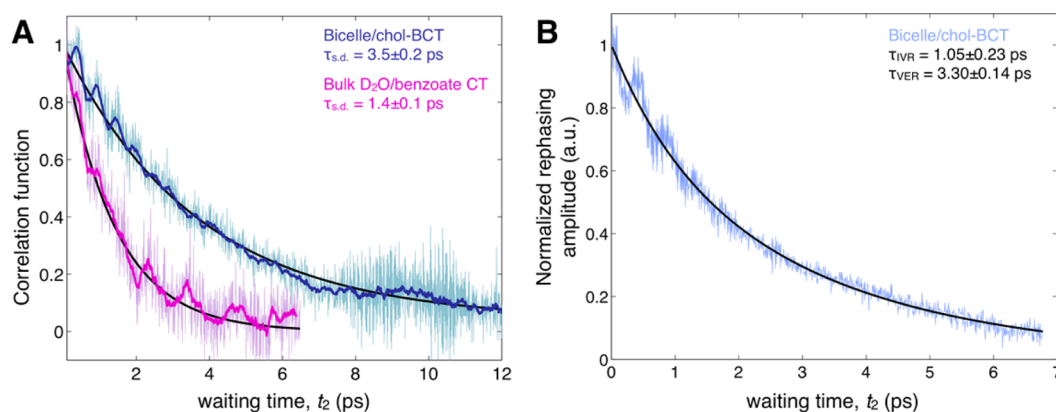 A
Bicelle/chol-BCT
τs.d. = 3.5±0.2 ps
Bulk D₂O/benzoate CT
τs.d. = 1.4±0.1 ps
Correlation function
1
0.8
0.6
0.4
0.2
0
2
4
6
8
10
12
waiting time, t₂ (ps)
B
Bicelle/chol-BCT
τIVR = 1.05±0.23
τVER = 3.30±0.14 ps
Normalized rephasing
amplitude (a.u.)
1
0.8
0.6
0.4
0.2
0
0
1
2
3
4
5
6
7
waiting time, t₂ (ps)